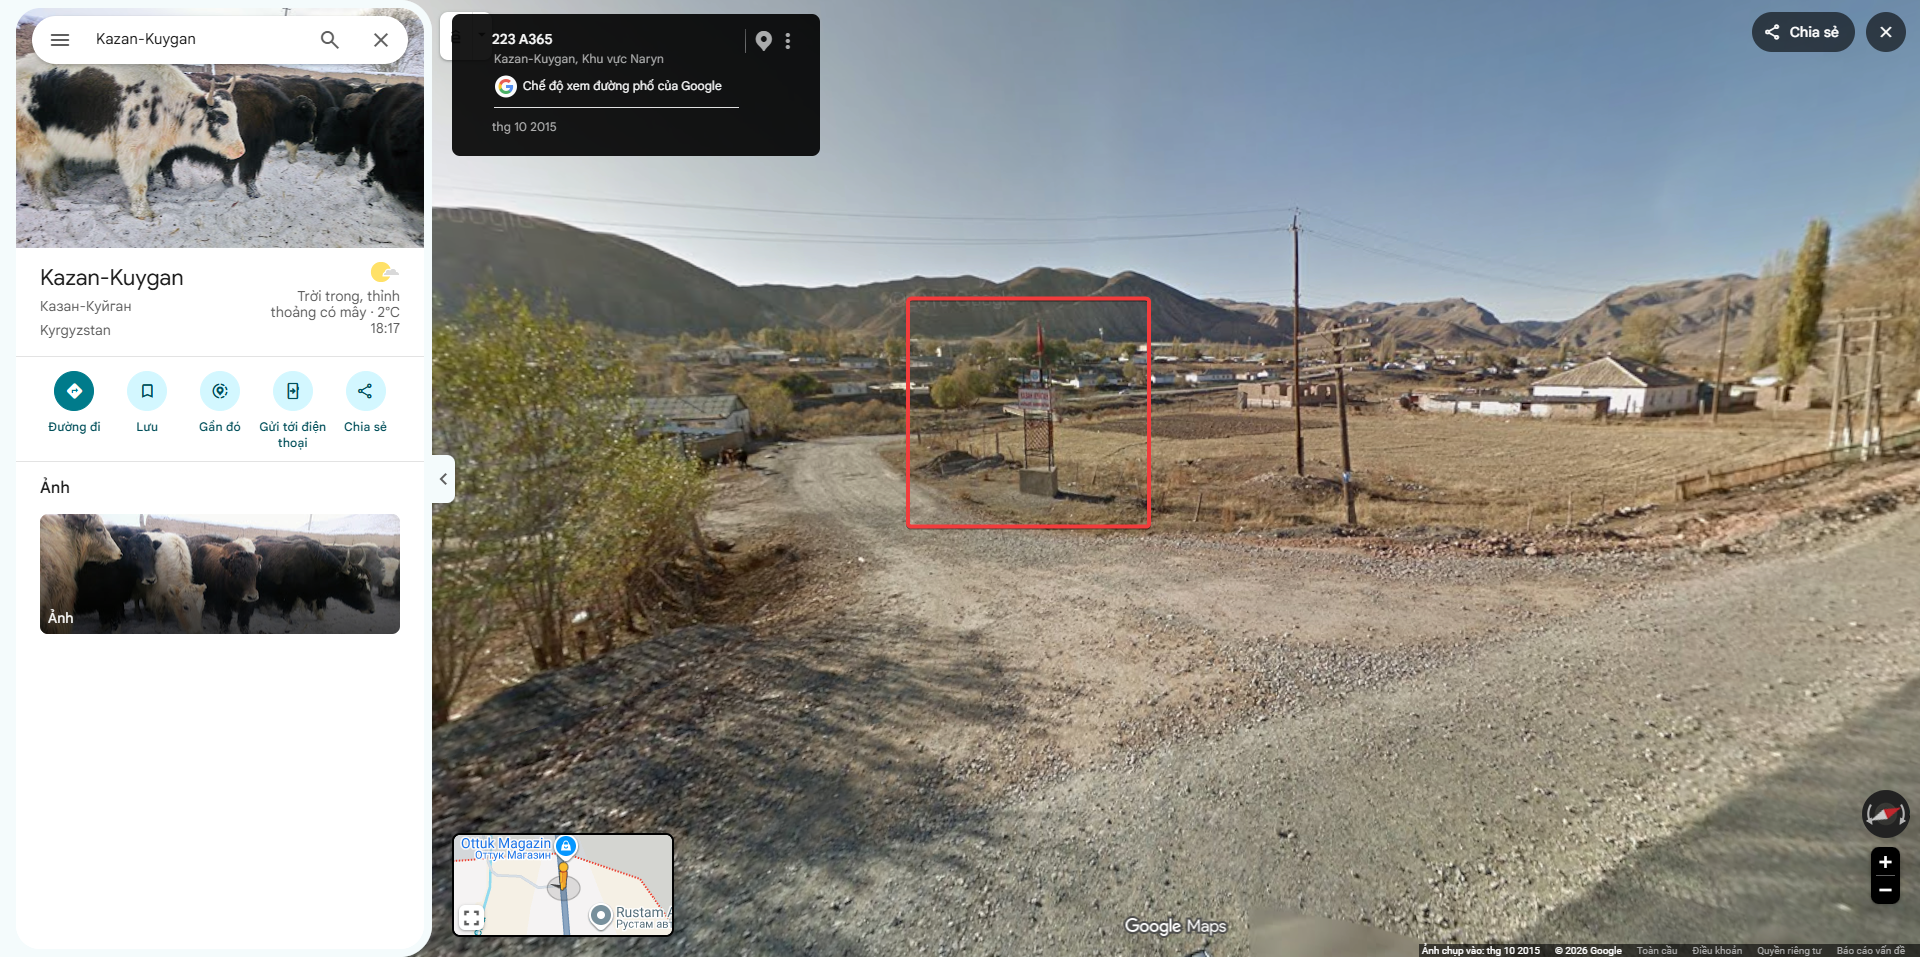 Kazan-Kuygan
Kazan-Kuygan
Казан-Куйган
Kyrgyzstan
Trời trong, thỉnh
thoảng có mây · 2°C
18:17
Đường đi
Lưu
Gần đó
Gửi tới điện
thoại
Chia sẻ
Ảnh
Ảnh
223 A365
Kazan-Kuygan, Khu vực Naryn
Chế độ xem đường phố của Google
thg 10 2015
Chia sẻ
Google
Google
Ottuk Magazin
Оттук Магазин
Rustam
Рустам авт
Google Maps
Ảnh chụp vào: thg 10 2015
© 2026 Google
Toàn cầu
Điều khoản
Quyền riêng tư
Báo cáo vấn đề